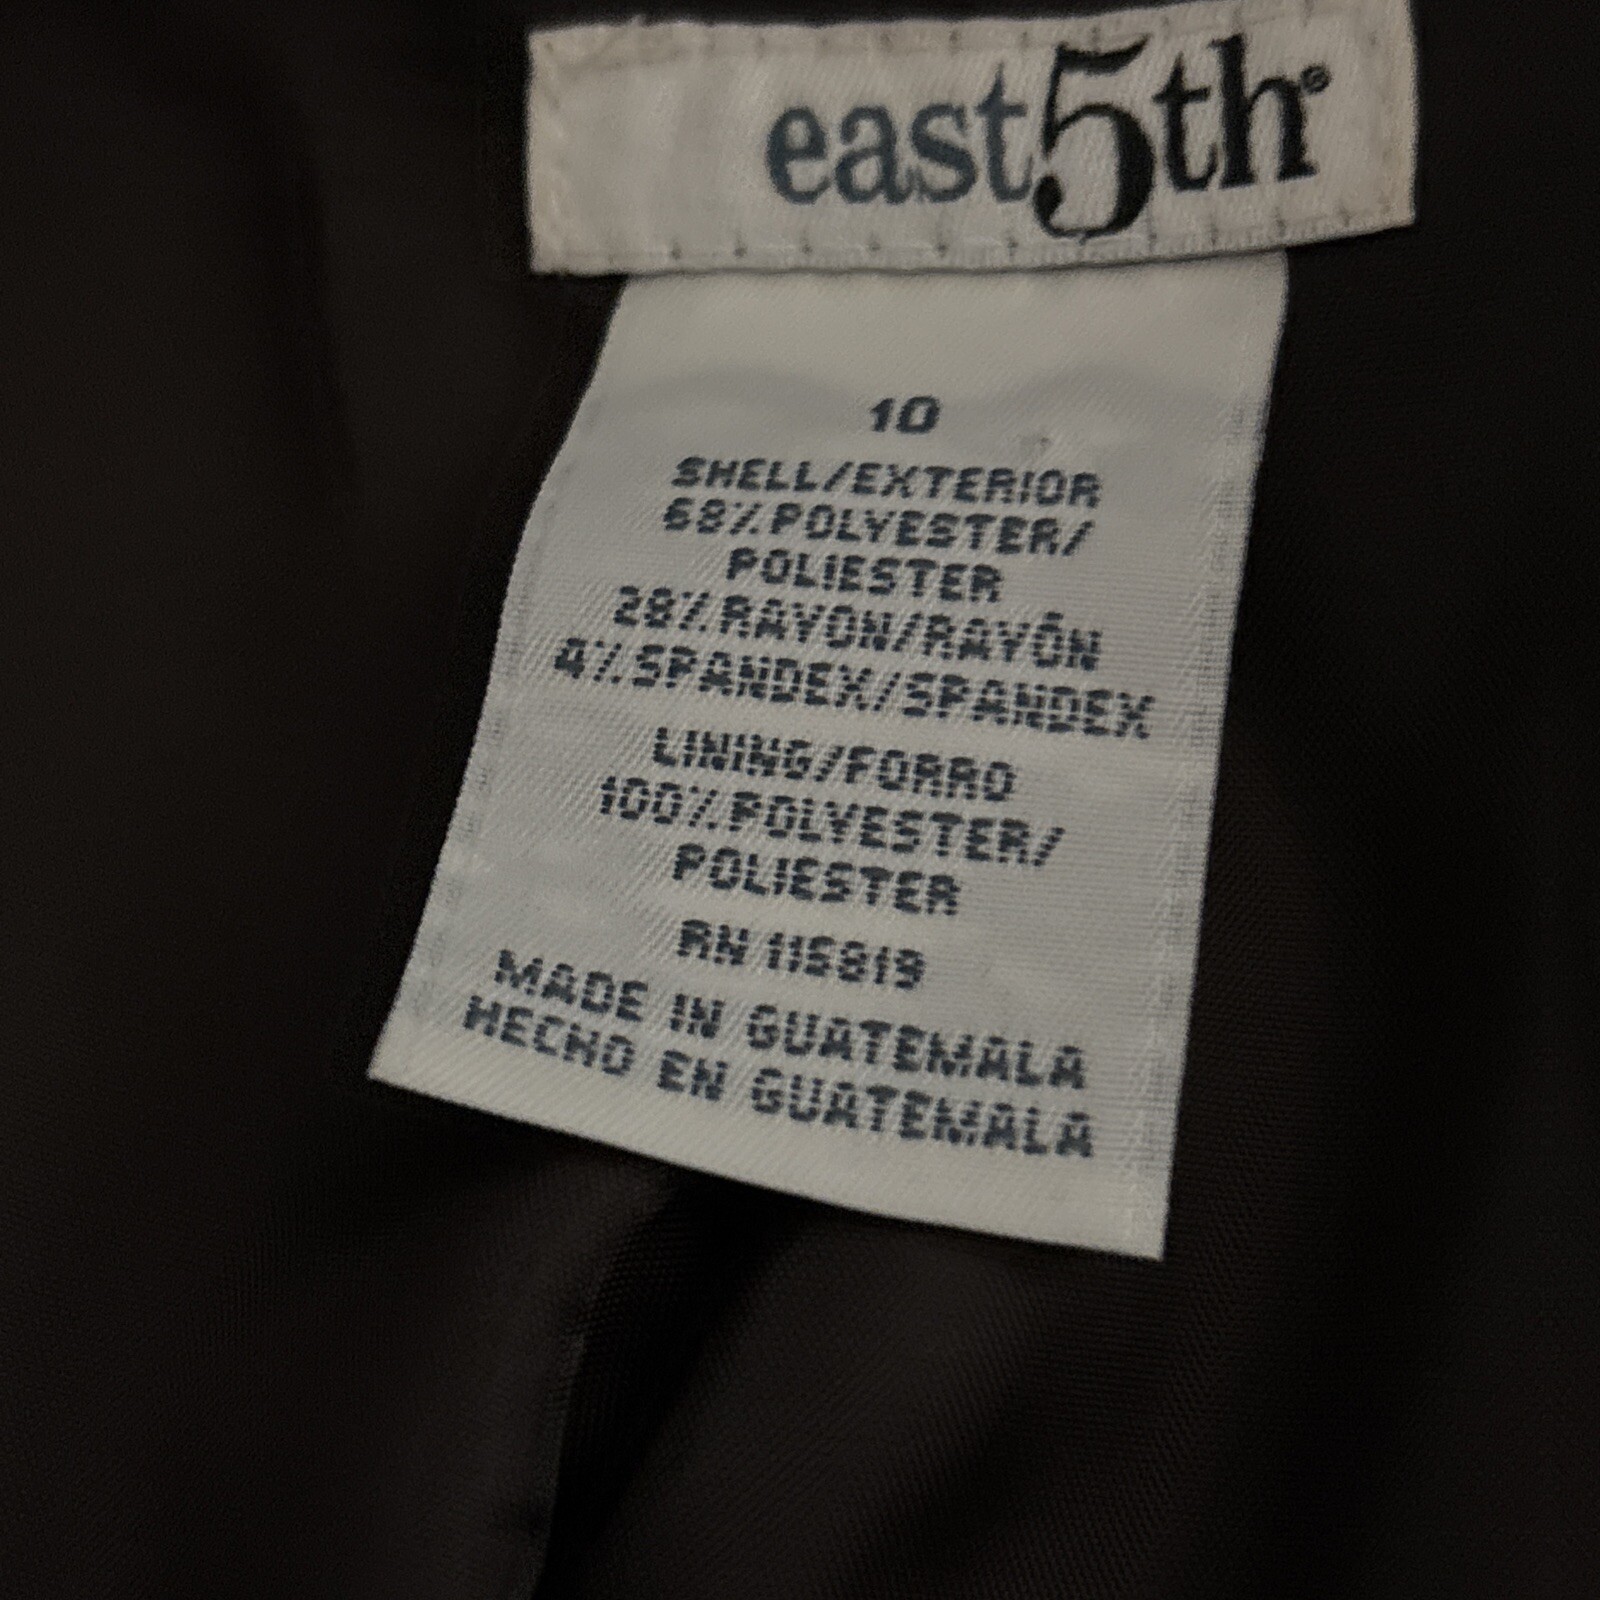 east5th®
10
SHELL/EXTERIOR
68% POLYESTER/
POLIESTER
28% RAYON/RAYÓN
4% SPANDEX/SPANDEX
LINING/FORRO
100% POLYESTER/
POLIESTER
RN 115819
MADE IN GUATEMALA
HECHO EN GUATEMALA